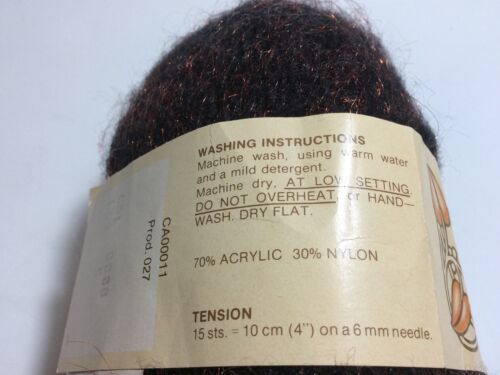 WASHING INSTRUCTIONS
Machine wash, using warm water
and a mild detergent.
Machine dry, AT LOW SETTING.
DO NOT OVERHEAT, or HAND—
WASH. DRY FLAT.
70% ACRYLIC 30% NYLON
TENSION
15 sts. = 10 cm (4") on a 6 mm needle.
CA00011
Prod. 027